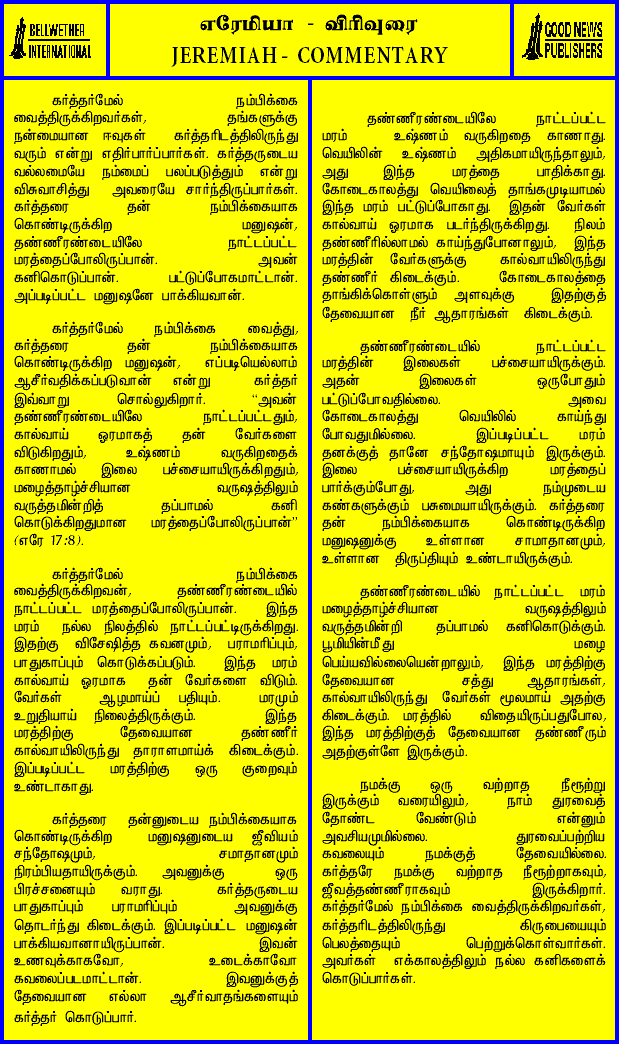 BELLWETHER
INTERNATIONAL
எரேமியா - விரிவுரை
JEREMIAH - COMMENTARY
GOOD NEWS
PUBLISHERS
கர்த்தர்மேல் நம்பிக்கை
வைத்திருக்கிறவர்கள், தங்களுக்கு
நன்மையான ஈவுகள் கர்த்தரிடத்திலிருந்து
வரும் என்று எதிர்பார்ப்பார்கள். கர்த்தருடைய
வல்லமையே நம்மைப் பலப்படுத்தும் என்று
விசுவாசித்து அவரையே சார்ந்திருப்பார்கள்.
கர்த்தரை தன் நம்பிக்கையாக
கொண்டிருக்கிற மனுஷன்,
தண்ணீரண்டையிலே நாட்டப்பட்ட
மரத்தைப்போலிருப்பான். அவன்
கனிகொடுப்பான். பட்டுப்போகமாட்டான்.
அப்படிப்பட்ட மனுஷனே பாக்கியவான்.
கர்த்தர்மேல் நம்பிக்கை வைத்து,
கர்த்தரை தன் நம்பிக்கையாக
கொண்டிருக்கிற மனுஷன், எப்படியெல்லாம்
ஆசீர்வதிக்கப்படுவான் என்று கர்த்தர்
இவ்வாறு சொல்லுகிறார். "அவன்
தண்ணீரண்டையிலே நாட்டப்பட்டதும்,
கால்வாய் ஓரமாகத் தன் வேர்களை
விடுகிறதும், உஷ்ணம் வருகிறதைக்
காணாமல் இலை பச்சையாயிருக்கிறதும்,
மழைத்தாழ்ச்சியான வருஷத்திலும்
வருத்தமின்றித் தப்பாமல் கனி
கொடுக்கிறதுமான மரத்தைப்போலிருப்பான்"
(எரே 17:8).
கர்த்தர்மேல் நம்பிக்கை
வைத்திருக்கிறவன், தண்ணீரண்டையில்
நாட்டப்பட்ட மரத்தைப்போலிருப்பான். இந்த
மரம் நல்ல நிலத்தில் நாட்டப்பட்டிருக்கிறது.
இதற்கு விசேஷித்த கவனமும், பராமரிப்பும்,
பாதுகாப்பும் கொடுக்கப்படும். இந்த மரம்
கால்வாய் ஓரமாக தன் வேர்களை விடும்.
வேர்கள் ஆழமாய்ப் பதியும். மரமும்
உறுதியாய் நிலைத்திருக்கும். இந்த
மரத்திற்கு தேவையான தண்ணீர்
கால்வாயிலிருந்து தாராளமாய்க் கிடைக்கும்.
இப்படிப்பட்ட மரத்திற்கு ஒரு குறைவும்
உண்டாகாது.
கர்த்தரை தன்னுடைய நம்பிக்கையாக
கொண்டிருக்கிற மனுஷனுடைய ஜீவியம்
சந்தோஷமும், சமாதானமும்
நிரம்பியதாயிருக்கும். அவனுக்கு ஒரு
பிரச்சனையும் வராது. கர்த்தருடைய
பாதுகாப்பும் பராமரிப்பும் அவனுக்கு
தொடர்ந்து கிடைக்கும். இப்படிப்பட்ட மனுஷன்
பாக்கியவானாயிருப்பான். இவன்
உணவுக்காகவோ, உடைக்காவோ
கவலைப்படமாட்டான். இவனுக்குத்
தேவையான எல்லா ஆசீர்வாதங்களையும்
கர்த்தர் கொடுப்பார்.
தண்ணீரண்டையிலே நாட்டப்பட்ட
மரம் உஷ்ணம் வருகிறதை காணாது.
வெயிலின் உஷ்ணம் அதிகமாயிருந்தாலும்,
அது இந்த மரத்தை பாதிக்காது.
கோடைகாலத்து வெயிலைத் தாங்கமுடியாமல்
இந்த மரம் பட்டுப்போகாது. இதன் வேர்கள்
கால்வாய் ஓரமாக படர்ந்திருக்கிறது. நிலம்
தண்ணீரில்லாமல் காய்ந்துபோனாலும், இந்த
மரத்தின் வேர்களுக்கு கால்வாயிலிருந்து
தண்ணீர் கிடைக்கும். கோடைகாலத்தை
தாங்கிக்கொள்ளும் அளவுக்கு இதற்குத்
தேவையான நீர் ஆதாரங்கள் கிடைக்கும்.
தண்ணீரண்டையில் நாட்டப்பட்ட
மரத்தின் இலைகள் பச்சையாயிருக்கும்.
அதன் இலைகள் ஒருபோதும்
பட்டுப்போவதில்லை. அவை
கோடைகாலத்து வெயிலில் காய்ந்து
போவதுமில்லை. இப்படிப்பட்ட மரம்
தனக்குத் தானே சந்தோஷமாயும் இருக்கும்.
இலை பச்சையாயிருக்கிற மரத்தைப்
பார்க்கும்போது, அது நம்முடைய
கண்களுக்கும் பசுமையாயிருக்கும். கர்த்தரை
தன் நம்பிக்கையாக கொண்டிருக்கிற
மனுஷனுக்கு உள்ளான சாமாதானமும்,
உள்ளான திருப்தியும் உண்டாயிருக்கும்.
தண்ணீரண்டையில் நாட்டப்பட்ட மரம்
மழைத்தாழ்ச்சியான வருஷத்திலும்
வருத்தமின்றி தப்பாமல் கனிகொடுக்கும்.
பூமியின்மீது மழை
பெய்யவில்லையென்றாலும், இந்த மரத்திற்கு
தேவையான சத்து ஆதாரங்கள்,
கால்வாயிலிருந்து வேர்கள் மூலமாய் அதற்கு
கிடைக்கும். மரத்தில் விதையிருப்பதுபோல,
இந்த மரத்திற்குத் தேவையான தண்ணீரும்
அதற்குள்ளே இருக்கும்.
நமக்கு ஒரு வற்றாத நீரூற்று
இருக்கும் வரையிலும், நாம் துரவைத்
தோண்ட வேண்டும் என்னும்
அவசியமுமில்லை. துரவைப்பற்றிய
கவலையும் நமக்குத் தேவையில்லை.
கர்த்தரே நமக்கு வற்றாத நீரூற்றாகவும்,
ஜீவத்தண்ணீராகவும் இருக்கிறார்.
கர்த்தர்மேல் நம்பிக்கை வைத்திருக்கிறவர்கள்,
கர்த்தரிடத்திலிருந்து கிருபையையும்
பெலத்தையும் பெற்றுக்கொள்வார்கள்.
அவர்கள் எக்காலத்திலும் நல்ல கனிகளைக்
கொடுப்பார்கள்.